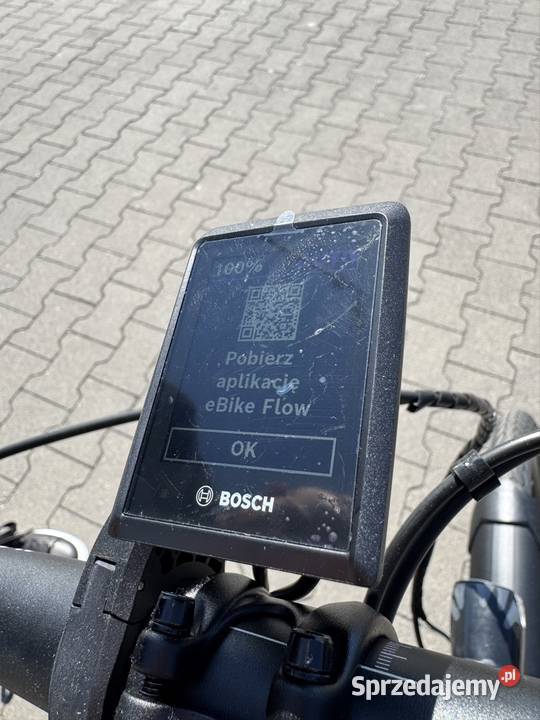 100%
Pobierz
aplikację
eBike Flow
OK
BOSCH
Sprzedajemy.pl